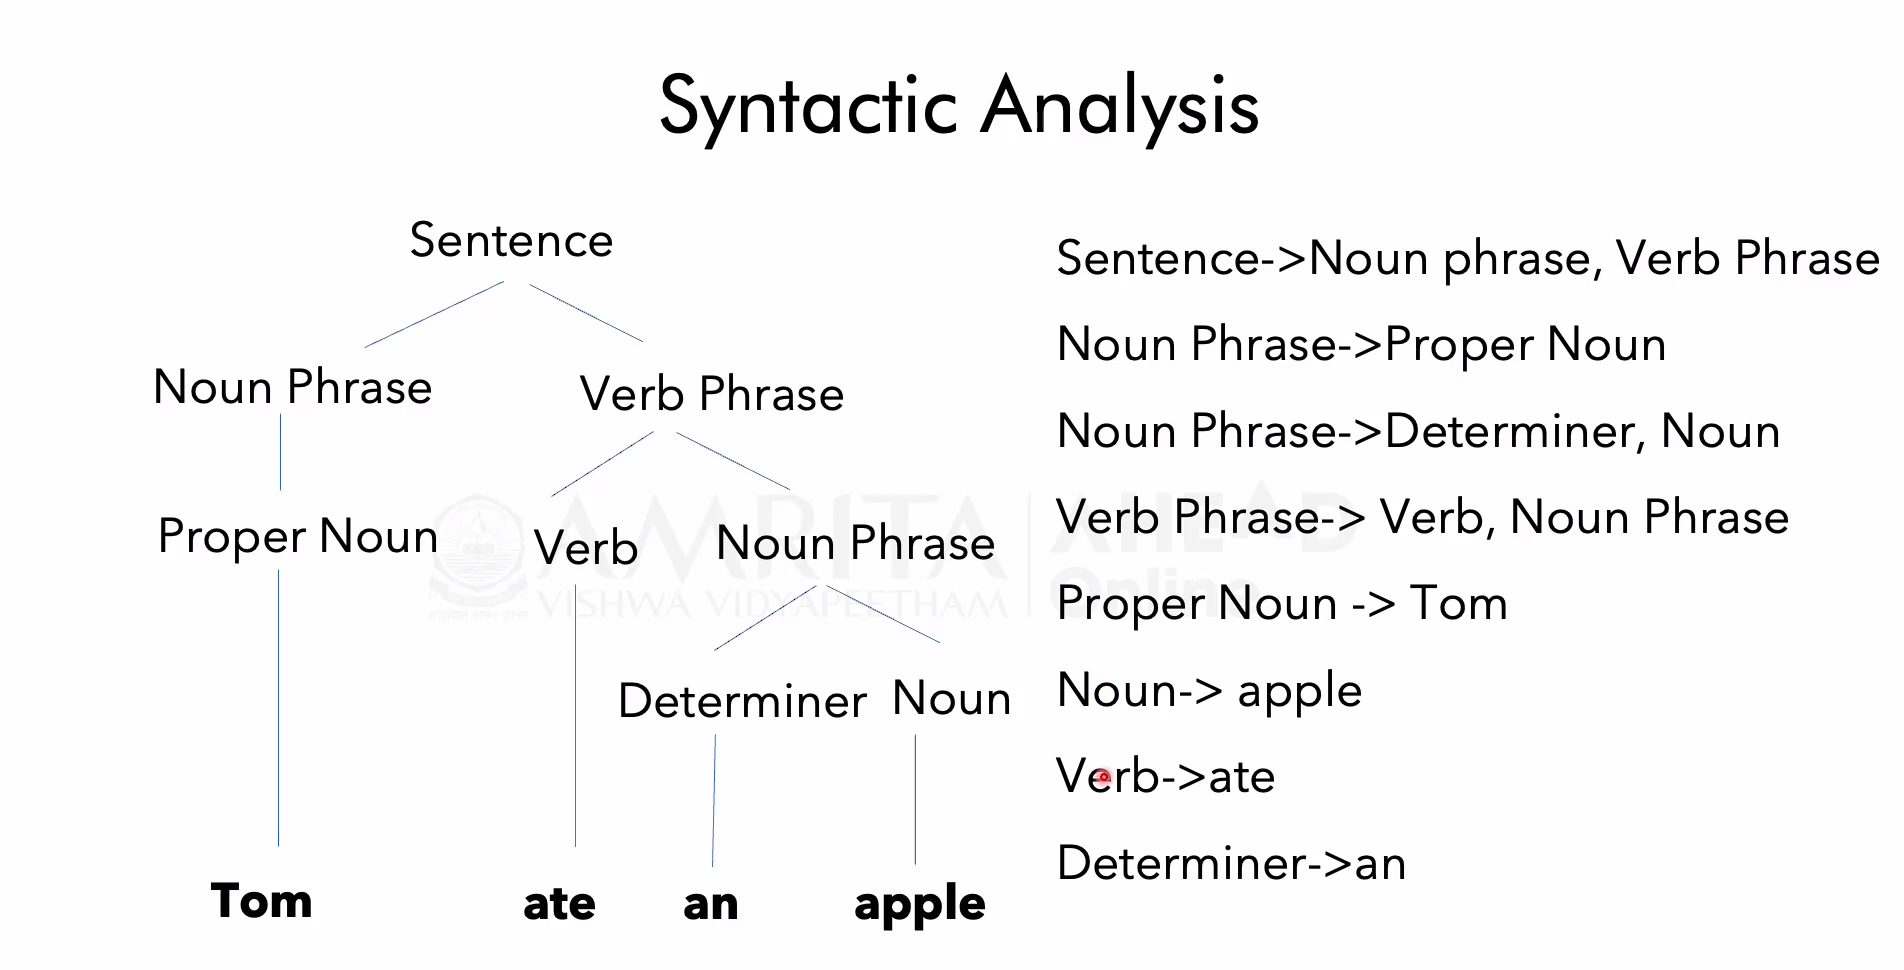 Syntactic Analysis
Sentence
Noun Phrase
Verb Phrase
Proper Noun
Verb
Noun Phrase
Determiner
Noun
Tom
ate
an
apple
Sentence->Noun phrase, Verb Phrase
Noun Phrase->Proper Noun
Noun Phrase->Determiner, Noun
Verb Phrase-> Verb, Noun Phrase
Proper Noun -> Tom
Noun-> apple
Verb->ate
Determiner->an
AMRITA
VISHWA VIDYAPEETHAM
AHEAD
Online